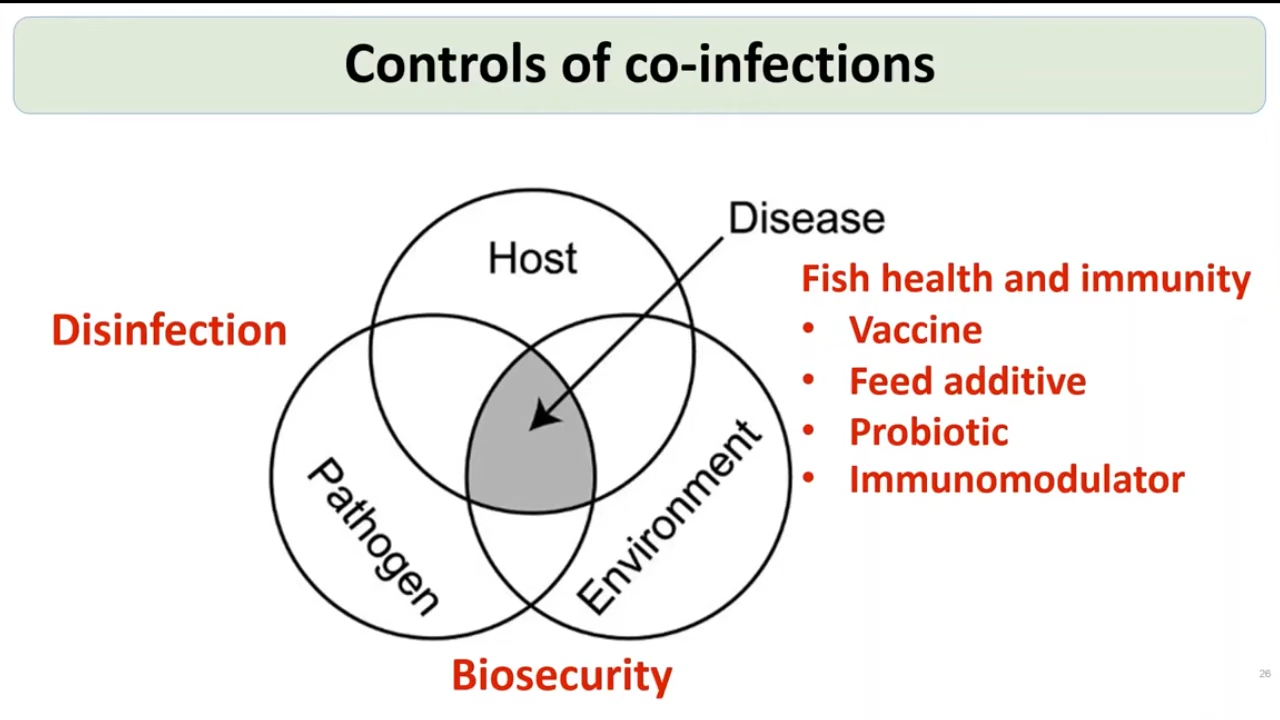 Controls of co-infections
Disease
Host
Fish health and immunity
Disinfection
• Vaccine
• Feed additive
• Probiotic
• Immunomodulator
Pathogen
Environment
Biosecurity
26